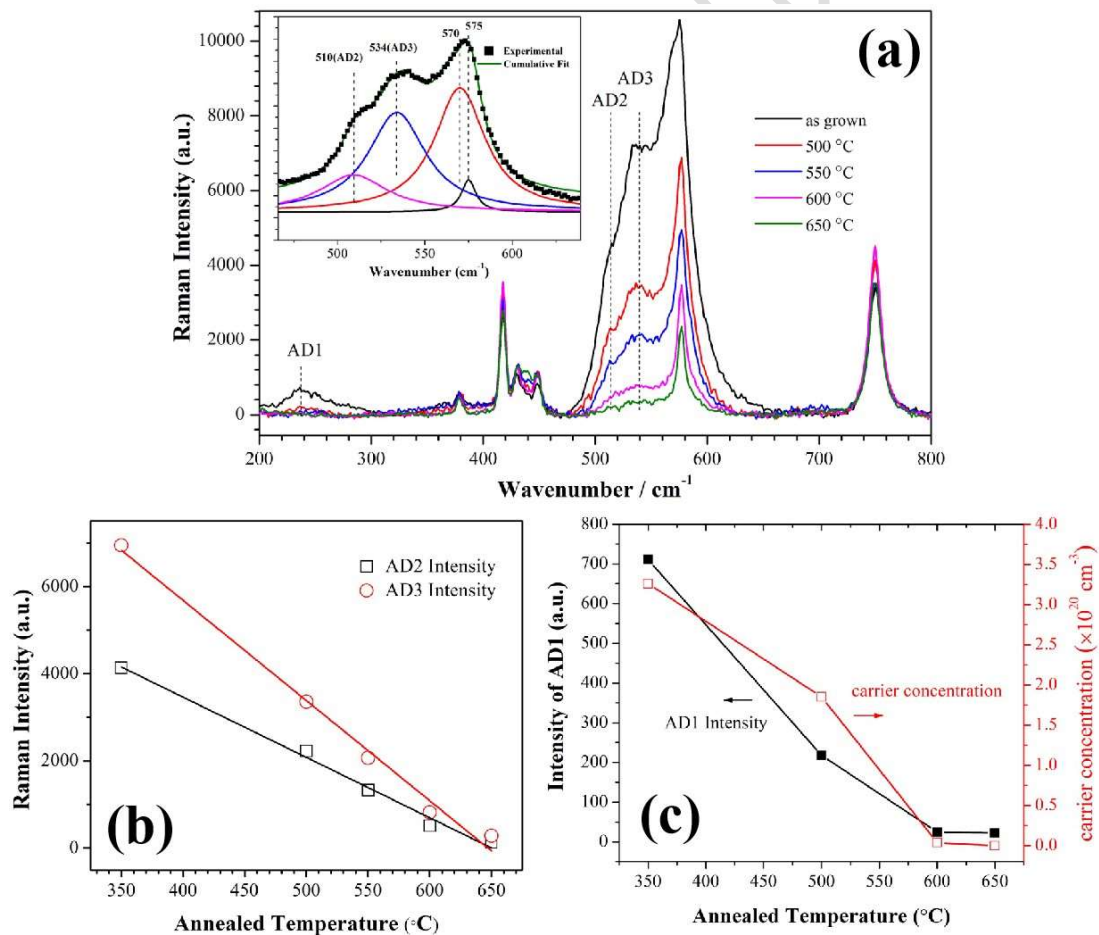 (a)
10000
8000
6000
4000
2000
0
Raman Intensity (a.u.)
200 300 400 500 600 700 800
Wavenumber / cm⁻¹
AD1
AD2
AD3
as grown
500 °C
550 °C
600 °C
650 °C
510(AD2)
534(AD3)
570
575
Experimental
Cumulative Fit
500 550 600
Wavenumber (cm⁻¹)
6000
4000
2000
0
Raman Intensity (a.u.)
AD2 Intensity
AD3 Intensity
(b)
350 400 450 500 550 600 650
Annealed Temperature (°C)
800
700
600
500
400
300
200
100
0
Intensity of AD1 (a.u.)
AD1 Intensity
carrier concentration
(c)
4.0
3.5
3.0
2.5
2.0
1.5
1.0
0.5
0.0
carrier concentration (×10²⁰ cm⁻³)
350 400 450 500 550 600 650
Annealed Temperature (°C)